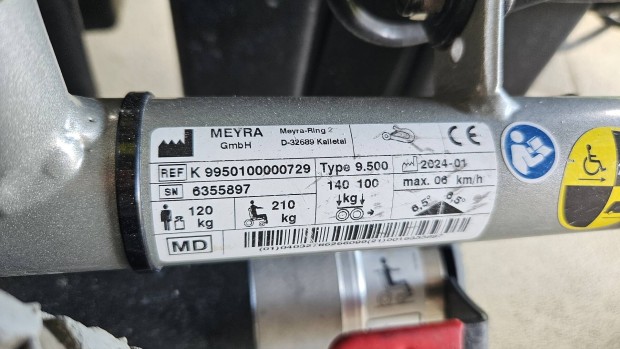 MEYRA
GmbH
Meyra-Ring 2
D-32689 Kalletal
CE
REF K 9950100000729 Type 9.500 2024-01
SN 6355897
140 100
kg
max. 06 km/h
120
kg
210
kg
8.5° 8.5°
MD